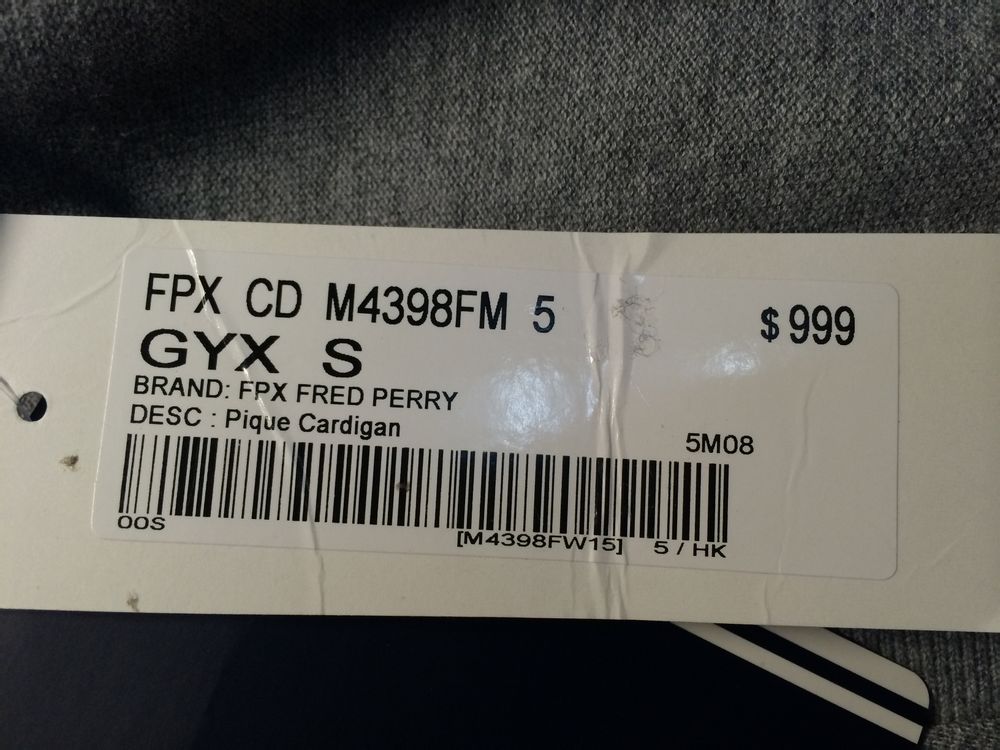 FPX CD M4398FM 5 $ 999
GYX S
BRAND: FPX FRED PERRY
DESC : Pique Cardigan
5M08
00S
[M4398FW15] 5 / HK